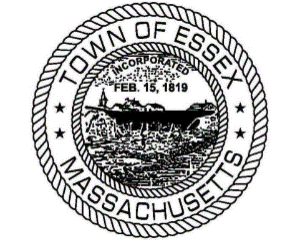 TOWN OF ESSEX
INCORPORATED
FEB. 15, 1819
MASSACHUSETTS